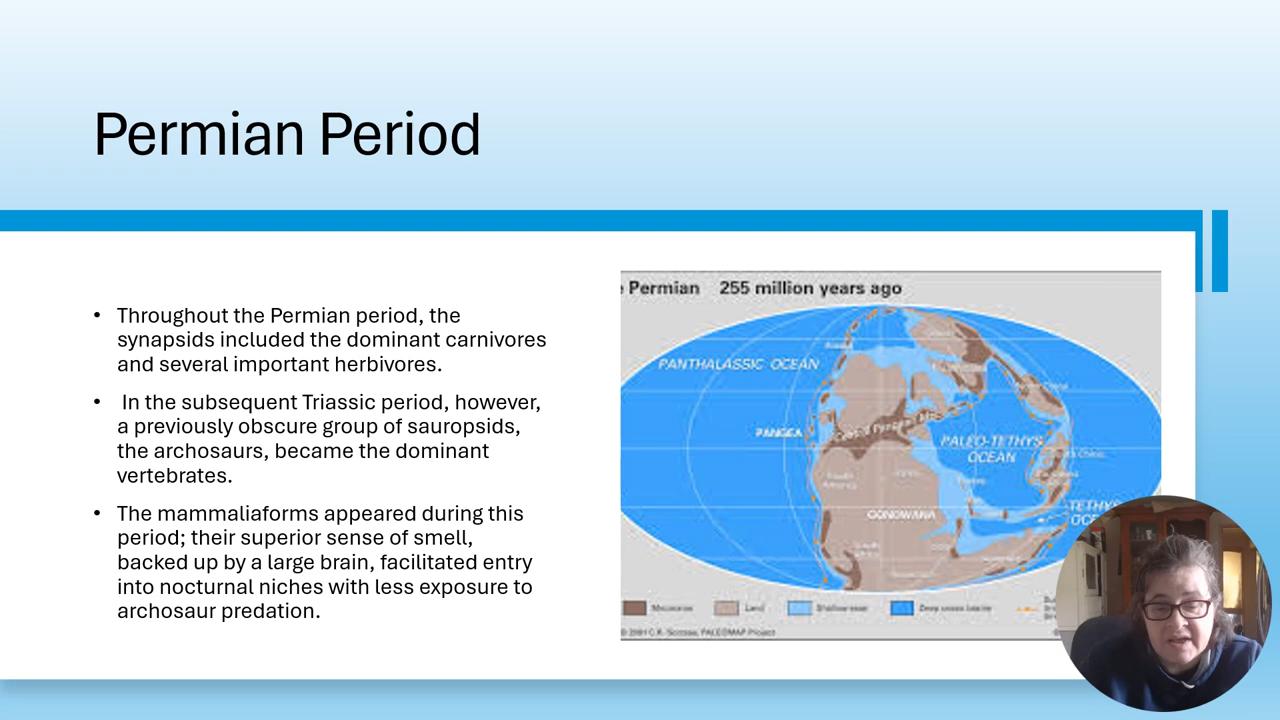 Permian Period
• Throughout the Permian period, the
synapsids included the dominant carnivores
and several important herbivores.
• In the subsequent Triassic period, however,
a previously obscure group of sauropsids,
the archosaurs, became the dominant
vertebrates.
• The mammaliaforms appeared during this
period; their superior sense of smell,
backed up by a large brain, facilitated entry
into nocturnal niches with less exposure to
archosaur predation.
Permian 255 million years ago
PANTHALASSIC OCEAN
PANGEA
PALEO-TETHYS
OCEAN
South China
South
America
TETHYS
GONDWANA
Land
PALEOMAP Project